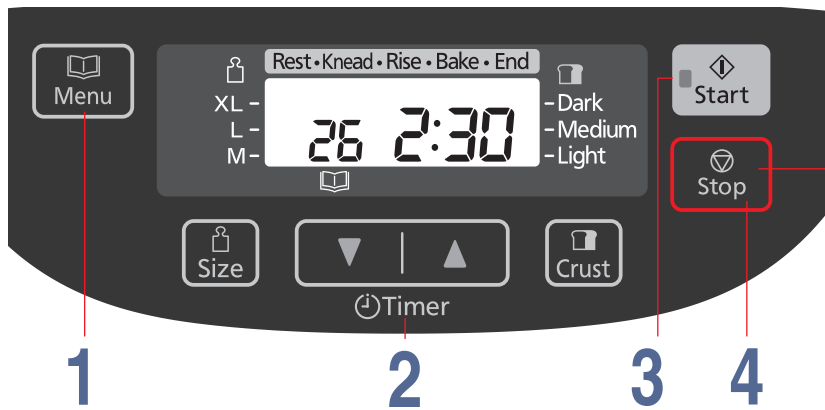 Menu
Rest • Knead • Rise • Bake • End
XL
L
M
26 2:30
Dark
Medium
Light
Start
Stop
Size
Crust
Timer
1
2
3
4